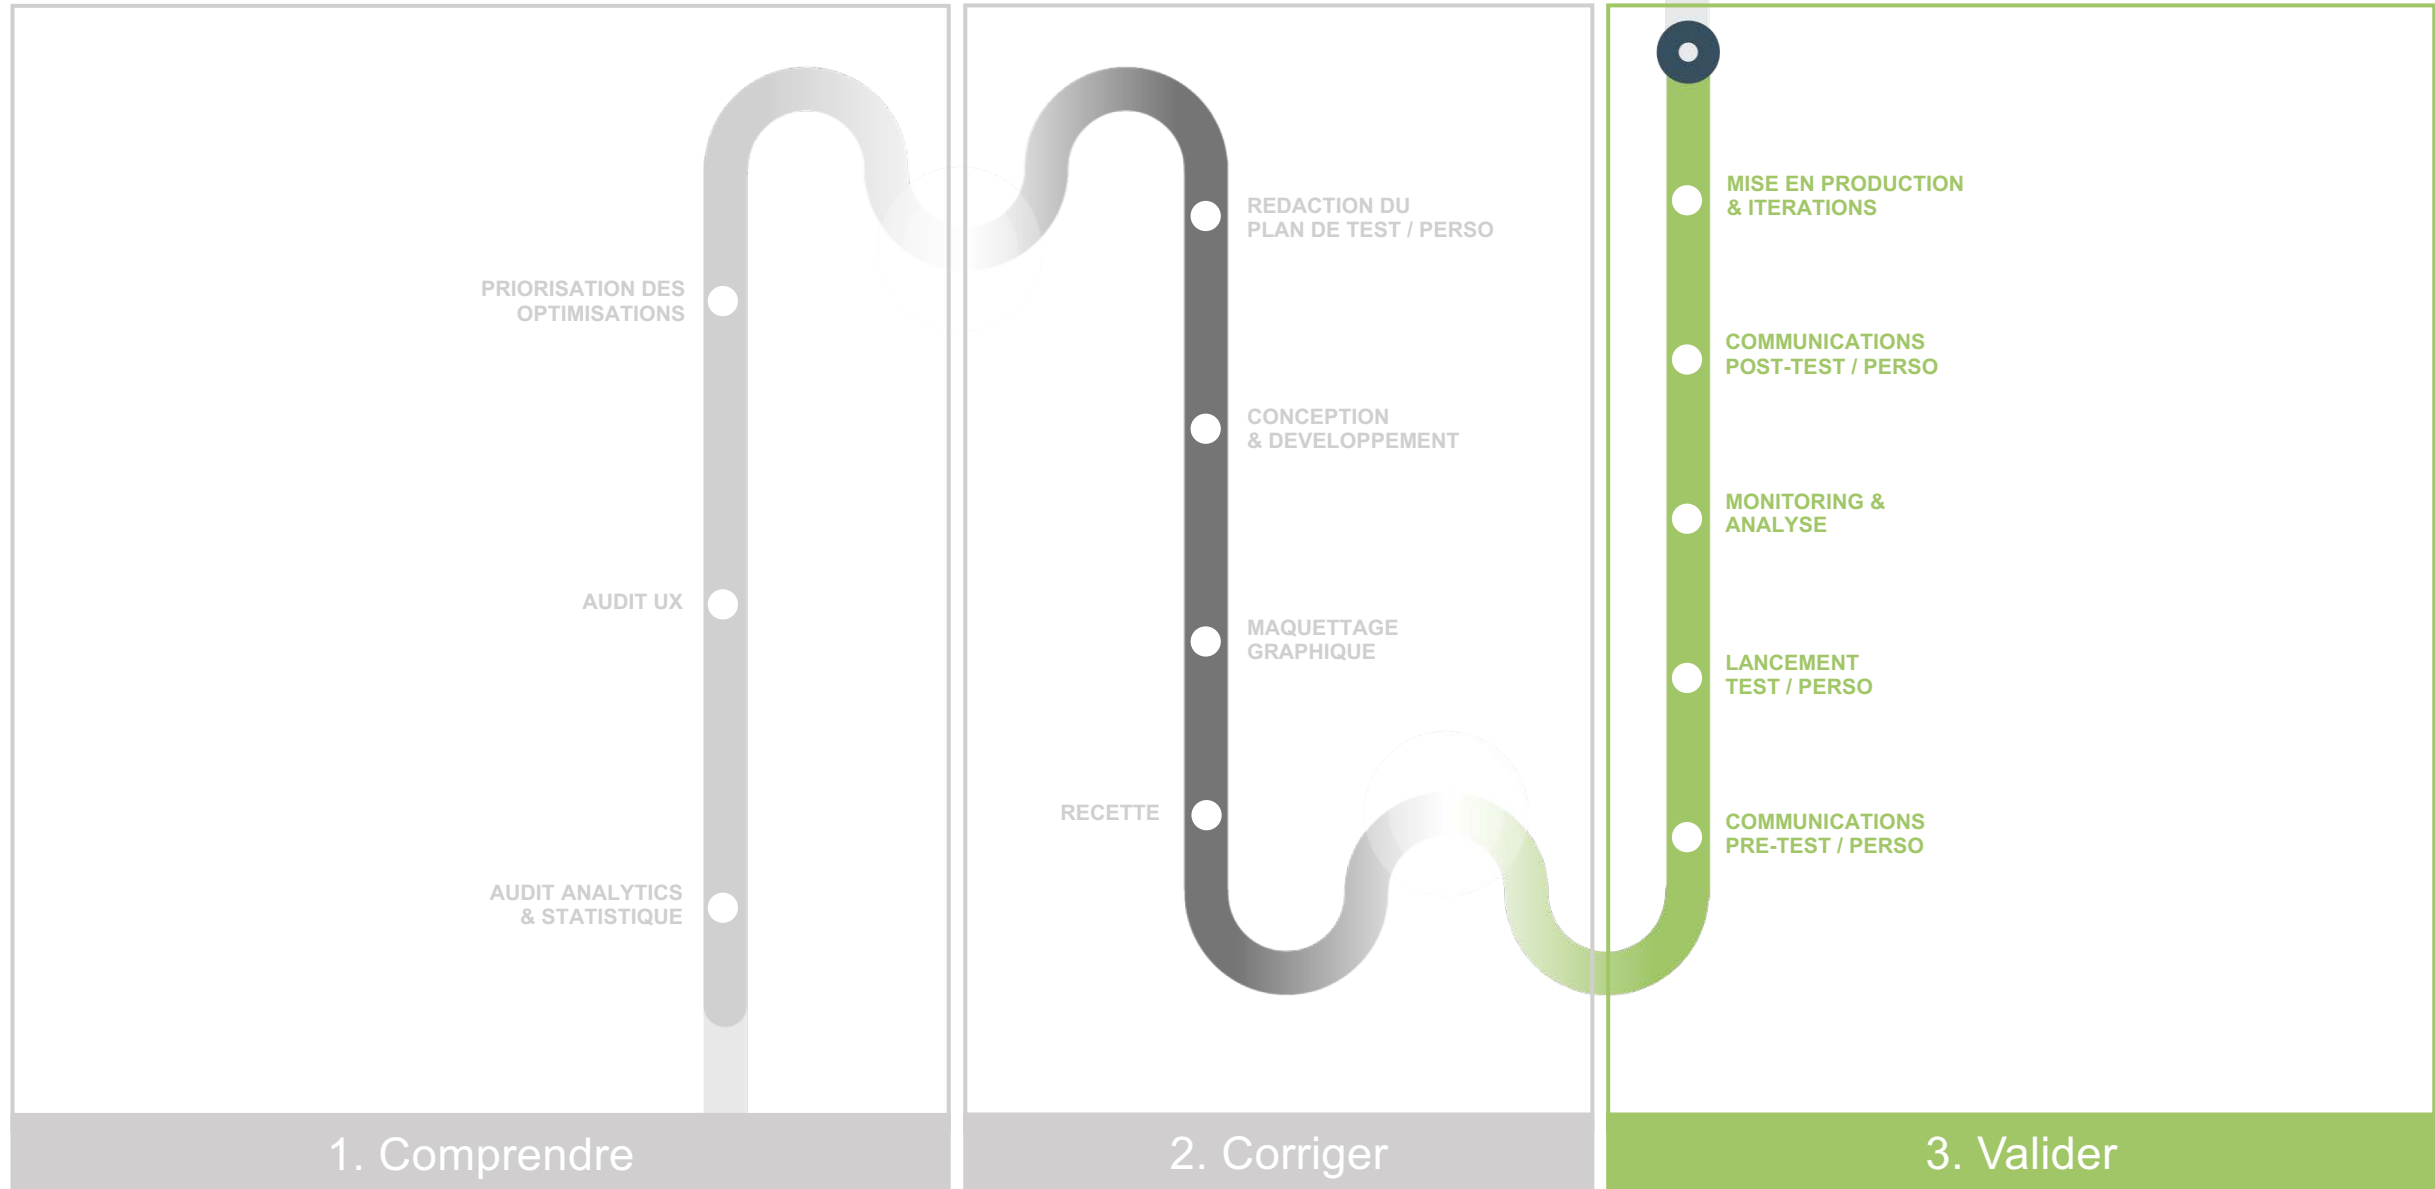 PRIORISATION DES
OPTIMISATIONS
AUDIT UX
AUDIT ANALYTICS
& STATISTIQUE
1. Comprendre
REDACTION DU
PLAN DE TEST / PERSO
CONCEPTION
& DEVELOPPEMENT
MAQUETTAGE
GRAPHIQUE
RECETTE
2. Corriger
MISE EN PRODUCTION
& ITERATIONS
COMMUNICATIONS
POST-TEST / PERSO
MONITORING &
ANALYSE
LANCEMENT
TEST / PERSO
COMMUNICATIONS
PRE-TEST / PERSO
3. Valider